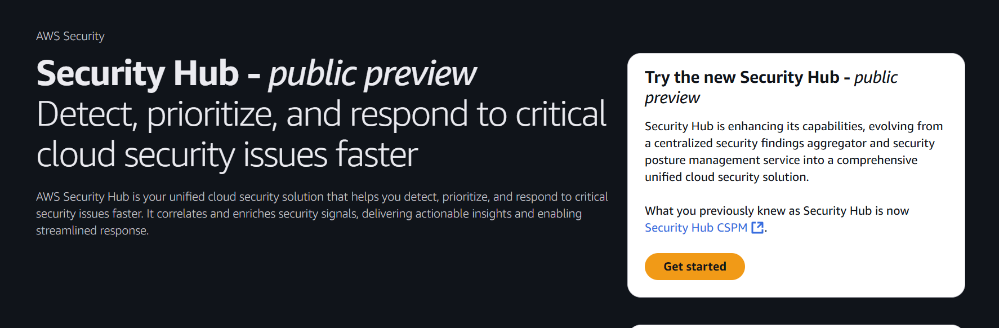 AWS Security
Security Hub - public preview
Detect, prioritize, and respond to critical
cloud security issues faster
AWS Security Hub is your unified cloud security solution that helps you detect, prioritize, and respond to critical
security issues faster. It correlates and enriches security signals, delivering actionable insights and enabling
streamlined response.
Try the new Security Hub - public
preview
Security Hub is enhancing its capabilities, evolving from
a centralized security findings aggregator and security
posture management service into a comprehensive
unified cloud security solution.
What you previously knew as Security Hub is now
Security Hub CSPM.
Get started